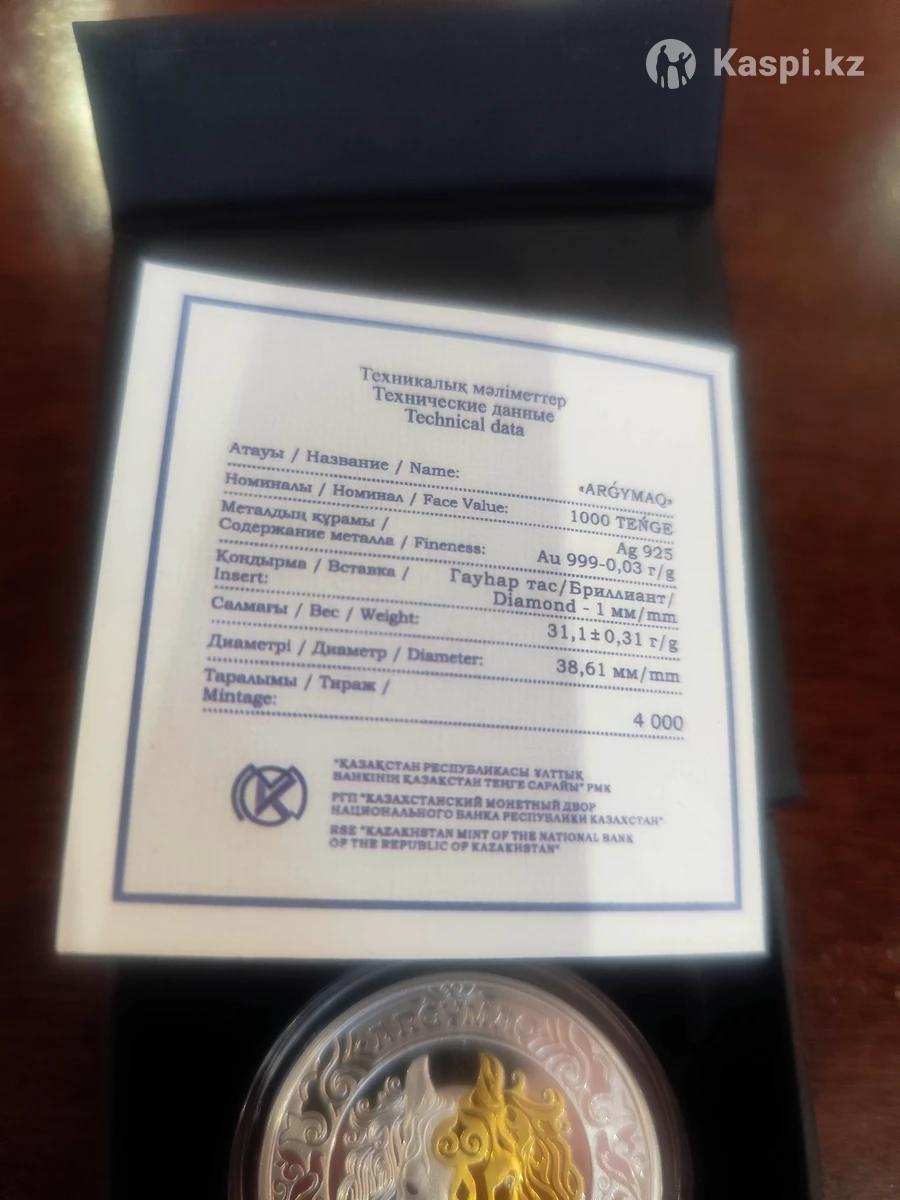 Kaspi.kz
Техникалық мәліметтер
Технические данные
Technical data
Атауы / Название / Name:
«ARǴYMAQ»
Номиналы / Номинал / Face Value:
1000 TEŃGE
Металдың құрамы /
Содержание металла / Fineness:
Ag 925
Au 999-0,03 г/g
Қондырма / Вставка /
Insert:
Гауһар тас/Бриллиант/
Diamond - 1 мм/mm
Салмағы / Вес / Weight:
31,1±0,31 г/g
Диаметрі / Диаметр / Diameter:
38,61 мм/mm
Таралымы / Тираж /
Mintage:
4 000
"ҚАЗАҚСТАН РЕСПУБЛИКАСЫ ҰЛТТЫҚ
БАНКІНІҢ ҚАЗАҚСТАН ТЕҢГЕ САРАЙЫ" РМК
РГП "КАЗАХСТАНСКИЙ МОНЕТНЫЙ ДВОР
НАЦИОНАЛЬНОГО БАНКА РЕСПУБЛИКИ КАЗАХСТАН"
RSE "KAZAKHSTAN MINT OF THE NATIONAL BANK
OF THE REPUBLIC OF KAZAKHSTAN"
ARǴYMAQ